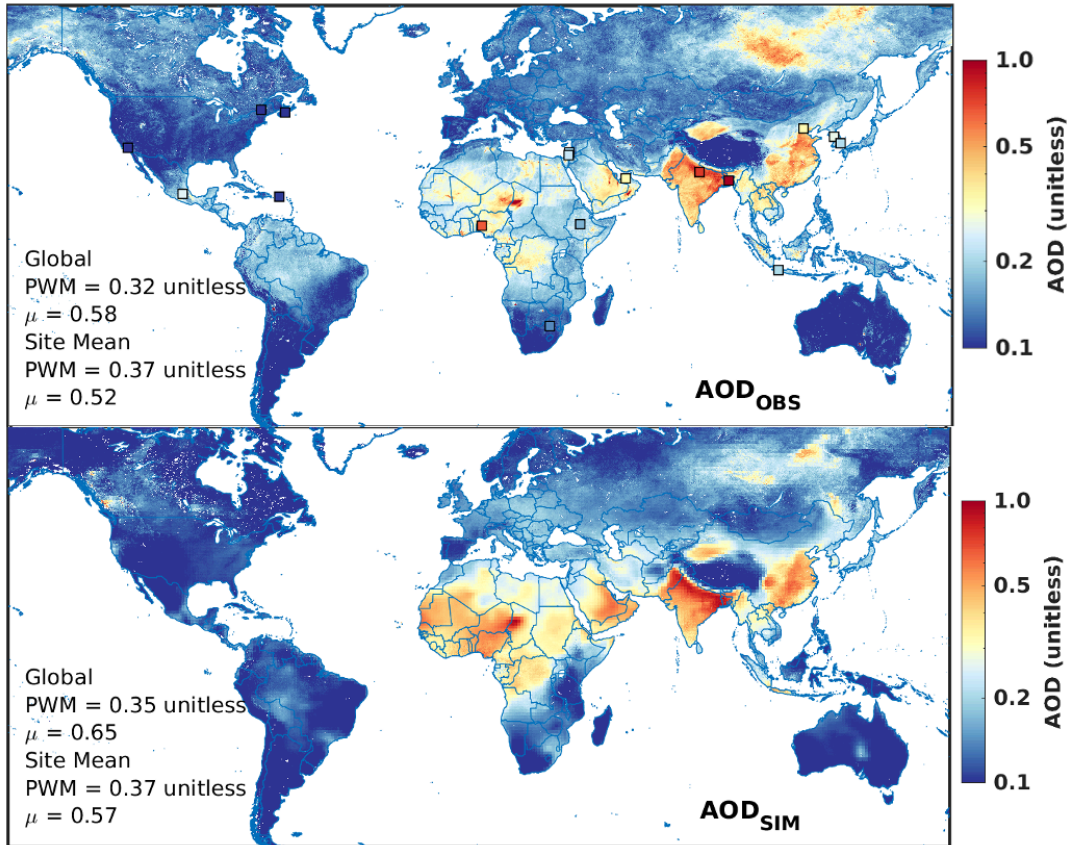 Global
PWM = 0.32 unitless
μ = 0.58
Site Mean
PWM = 0.37 unitless
μ = 0.52
AOD_OBS
1.0
0.5
0.2
0.1
AOD (unitless)
Global
PWM = 0.35 unitless
μ = 0.65
Site Mean
PWM = 0.37 unitless
μ = 0.57
AOD_SIM
1.0
0.5
0.2
0.1
AOD (unitless)